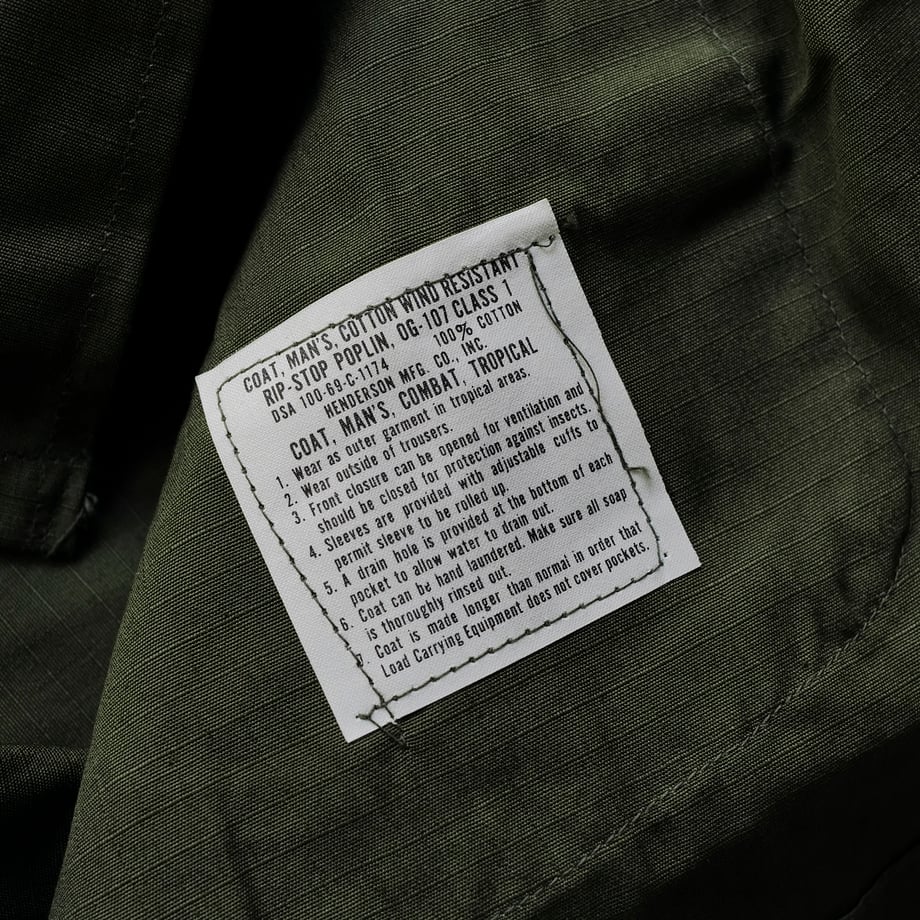 COAT, MAN'S, COTTON WIND RESISTANT
RIP-STOP POPLIN, OG-107 CLASS 1
DSA 100-69-C-1174 100% COTTON
HENDERSON MFG. CO., INC.
COAT, MAN'S, COMBAT, TROPICAL
1. Wear as outer garment in tropical areas.
2. Wear outside of trousers.
3. Front closure can be opened for ventilation and
should be closed for protection against insects.
4. Sleeves are provided with adjustable cuffs to
permit sleeve to be rolled up.
5. A drain hole is provided at the bottom of each
pocket to allow water to drain out.
6. Coat can be hand laundered. Make sure all soap
is thoroughly rinsed out.
7. Coat is made longer than normal in order that
Load Carrying Equipment does not cover pockets.